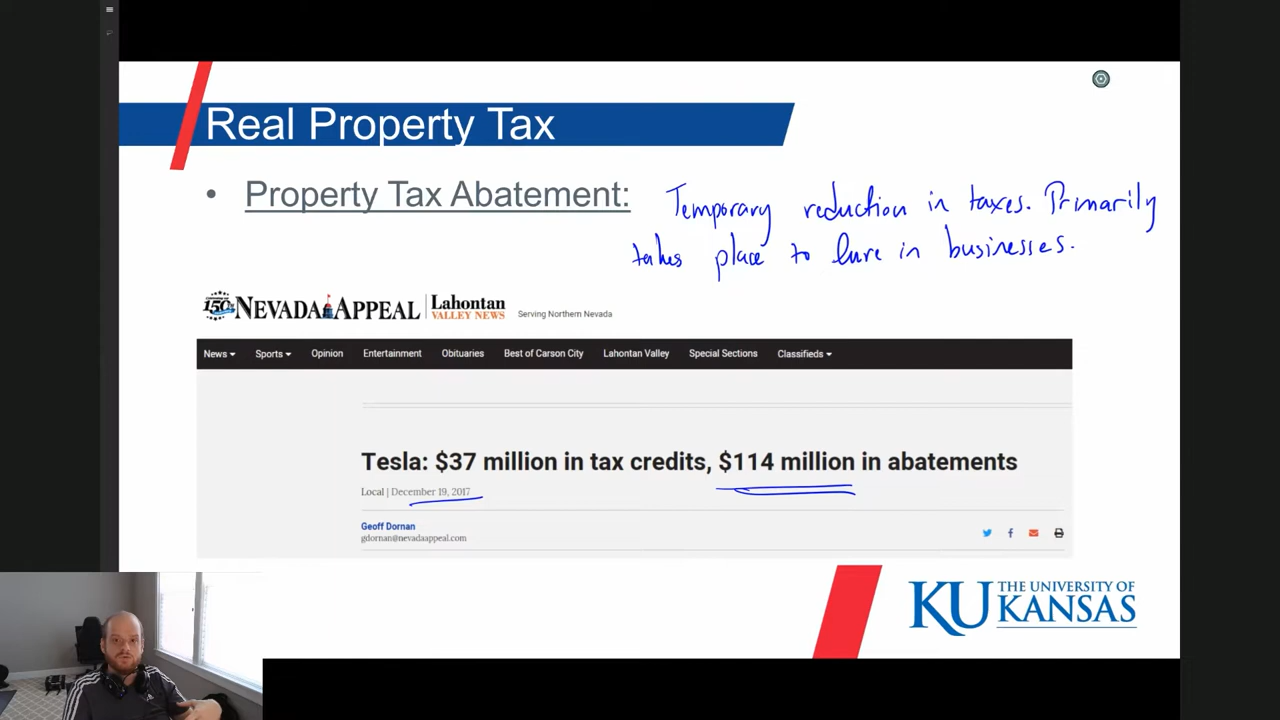 Real Property Tax
• Property Tax Abatement: Temporary reduction in taxes. Primarily
takes place to lure in businesses.
150 NEVADA APPEAL | Lahontan VALLEY NEWS Serving Northern Nevada
News Sports Opinion Entertainment Obituaries Best of Carson City Lahontan Valley Special Sections Classifieds
Tesla: $37 million in tax credits, $114 million in abatements
Local | December 19, 2017
Geoff Dornan
gdornan@nevadaappeal.com
KU THE UNIVERSITY OF
KANSAS